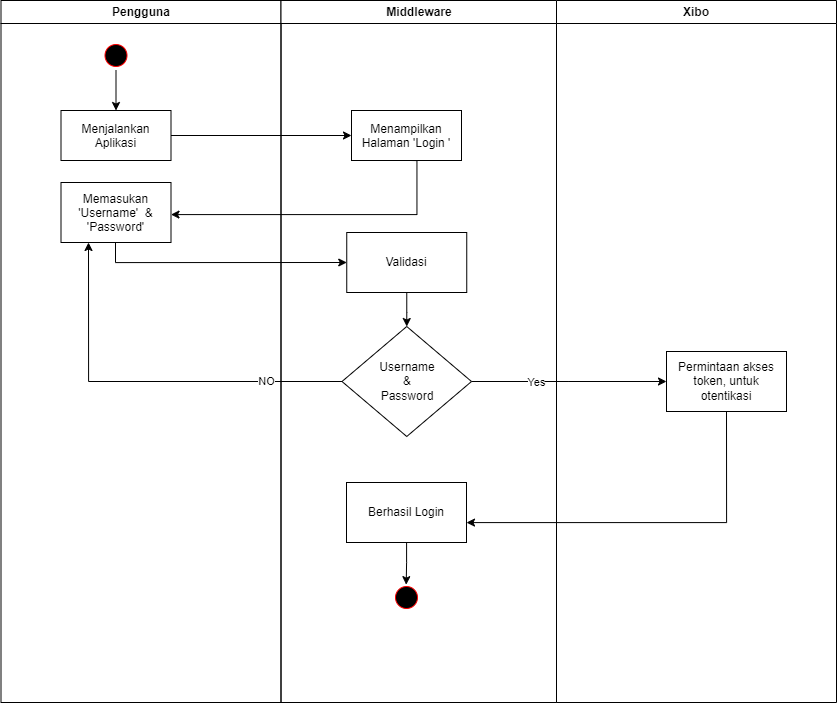 Pengguna
Middleware
Xibo
Menjalankan
Aplikasi
Menampilkan
Halaman 'Login '
Memasukan
'Username' &
'Password'
Validasi
Username
&
Password
NO
Yes
Permintaan akses
token, untuk
otentikasi
Berhasil Login